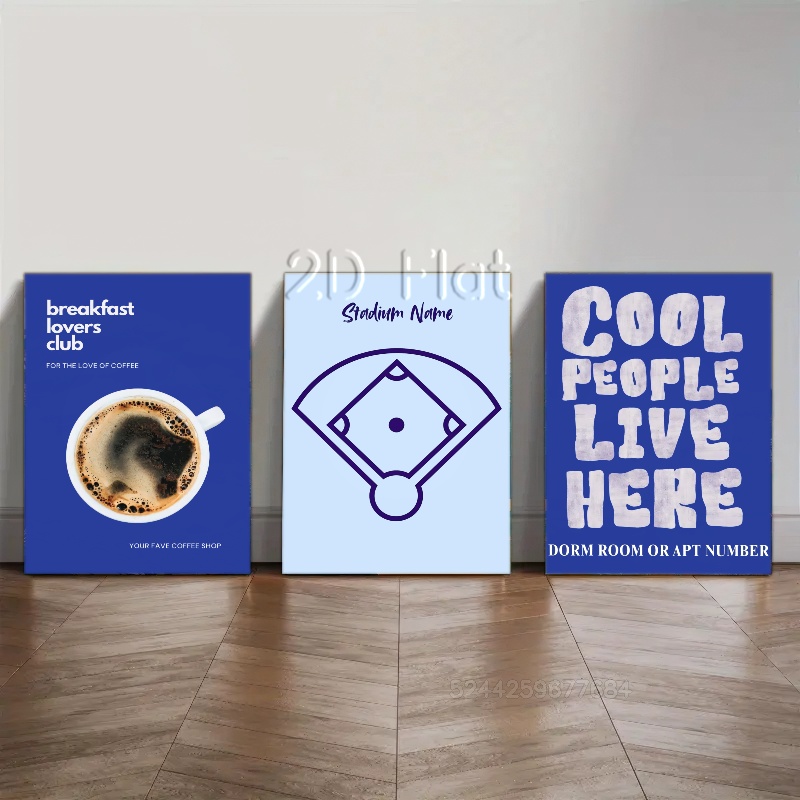 2D Flat
breakfast
lovers
club
FOR THE LOVE OF COFFEE
YOUR FAVE COFFEE SHOP
Stadium Name
COOL
PEOPLE
LIVE
HERE
DORM ROOM OR APT NUMBER